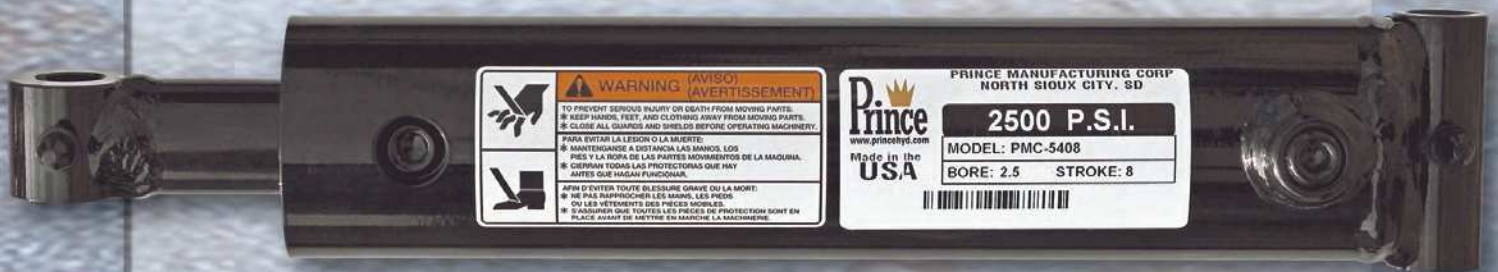 WARNING (AVISO)
(AVERTISSEMENT)
TO PREVENT SERIOUS INJURY OR DEATH FROM MOVING PARTS:
* KEEP HANDS, FEET, AND CLOTHING AWAY FROM MOVING PARTS.
* CLOSE ALL GUARDS AND SHIELDS BEFORE OPERATING MACHINERY.
PARA EVITAR LA LESION O LA MUERTE:
* MANTENGANSE A DISTANCIA LAS MANOS, LOS
PIES Y LA ROPA DE LAS PARTES MOVIMIENTOS DE LA MAQUINA.
* CIERRAN TODAS LAS PROTECTORAS QUE HAY
ANTES QUE HAGAN FUNCIONAR.
AFIN D'ÉVITER TOUTE BLESSURE GRAVE OU LA MORT:
* NE PAS RAPPROCHER LES MAINS, LES PIEDS
OU LES VÊTEMENTS DES PIÈCES MOBILES.
* S'ASSURER QUE TOUTES LES PIECES DE PROTECTION SONT EN
PLACE AVANT DE METTRE EN MARCHE LA MACHINERIE.
Prince
www.princehyd.com
Made in the
USA
PRINCE MANUFACTURING CORP
NORTH SIOUX CITY, SD
2500 P.S.I.
MODEL: PMC-5408
BORE: 2.5 STROKE: 8